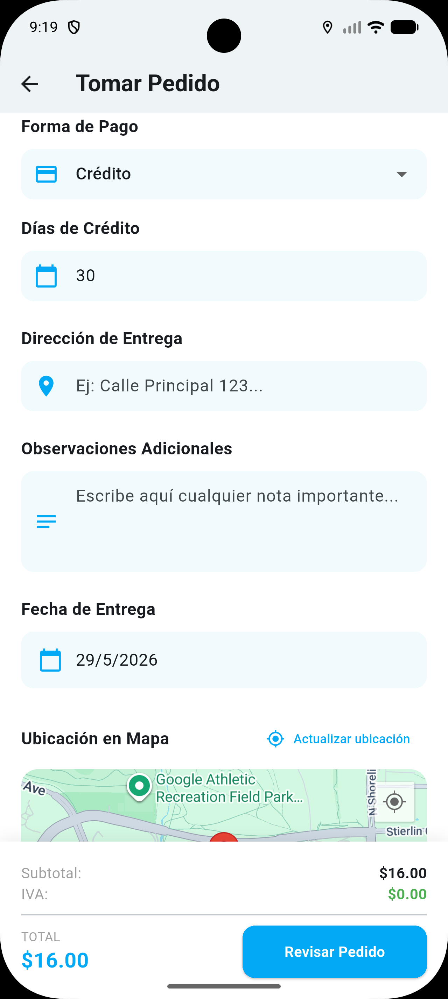 9:19
Tomar Pedido
Forma de Pago
Crédito
Días de Crédito
30
Dirección de Entrega
Ej: Calle Principal 123...
Observaciones Adicionales
Escribe aquí cualquier nota importante...
Fecha de Entrega
29/5/2026
Ubicación en Mapa
Actualizar ubicación
Ave
Google Athletic
Recreation Field Park...
N Shoreli
Stierlin
Subtotal:
$16.00
IVA:
$0.00
TOTAL
$16.00
Revisar Pedido